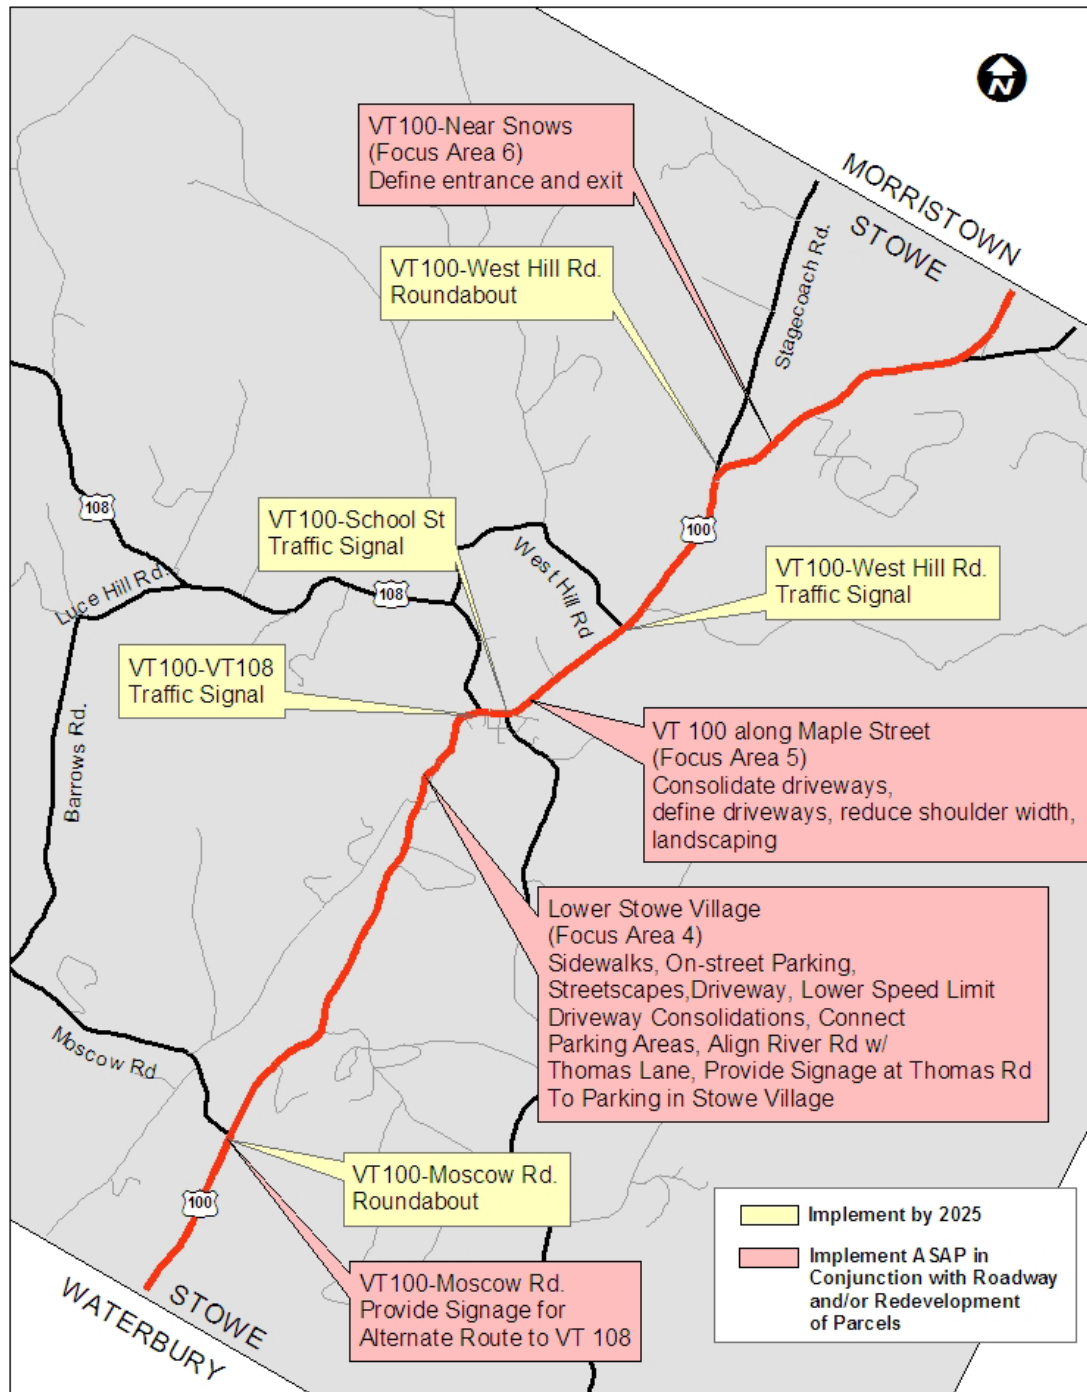 N
VT100-Near Snows
(Focus Area 6)
Define entrance and exit
MORRISTOWN
STOWE
VT100-West Hill Rd.
Roundabout
Stagecoach Rd.
108
VT100-School St
Traffic Signal
100
West Hill Rd
VT100-West Hill Rd.
Traffic Signal
Luce Hill Rd.
108
VT100-VT108
Traffic Signal
Barrows Rd.
VT 100 along Maple Street
(Focus Area 5)
Consolidate driveways,
define driveways, reduce shoulder width,
landscaping
Lower Stowe Village
(Focus Area 4)
Sidewalks, On-street Parking,
Streetscapes,Driveway, Lower Speed Limit
Driveway Consolidations, Connect
Parking Areas, Align River Rd w/
Thomas Lane, Provide Signage at Thomas Rd
To Parking in Stowe Village
Moscow Rd
VT100-Moscow Rd.
Roundabout
100
VT100-Moscow Rd.
Provide Signage for
Alternate Route to VT 108
STOWE
WATERBURY
Implement by 2025
Implement ASAP in
Conjunction with Roadway
and/or Redevelopment
of Parcels